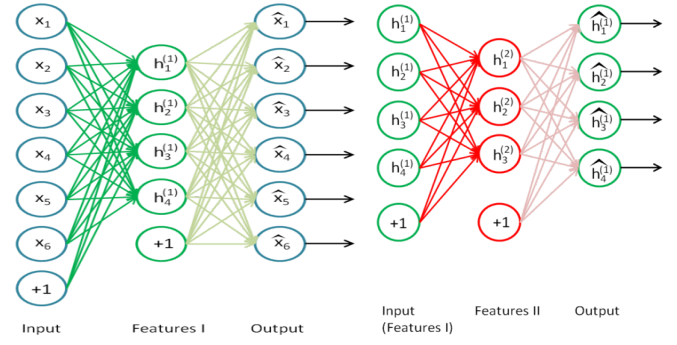 x₁
x₂
x₃
x₄
x₅
x₆
+1
Input
h₁⁽¹⁾
h₂⁽¹⁾
h₃⁽¹⁾
h₄⁽¹⁾
+1
Features I
x̂₁
x̂₂
x̂₃
x̂₄
x̂₅
x̂₆
Output
h₁⁽¹⁾
h₂⁽¹⁾
h₃⁽¹⁾
h₄⁽¹⁾
+1
Input
(Features I)
h₁⁽²⁾
h₂⁽²⁾
h₃⁽²⁾
+1
Features II
ĥ₁⁽¹⁾
ĥ₂⁽¹⁾
ĥ₃⁽¹⁾
ĥ₄⁽¹⁾
Output